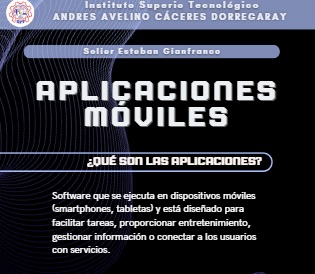 Instituto Superio Tecnológico
ANDRES AVELINO CÁCERES DORREGARAY
Solier Esteban Gianfranco
APLICACIONES
MÓVILES
¿QUÉ SON LAS APLICACIONES?
Software que se ejecuta en dispositivos móviles
(smartphones, tabletas) y está diseñado para
facilitar tareas, proporcionar entretenimiento,
gestionar información o conectar a los usuarios
con servicios.